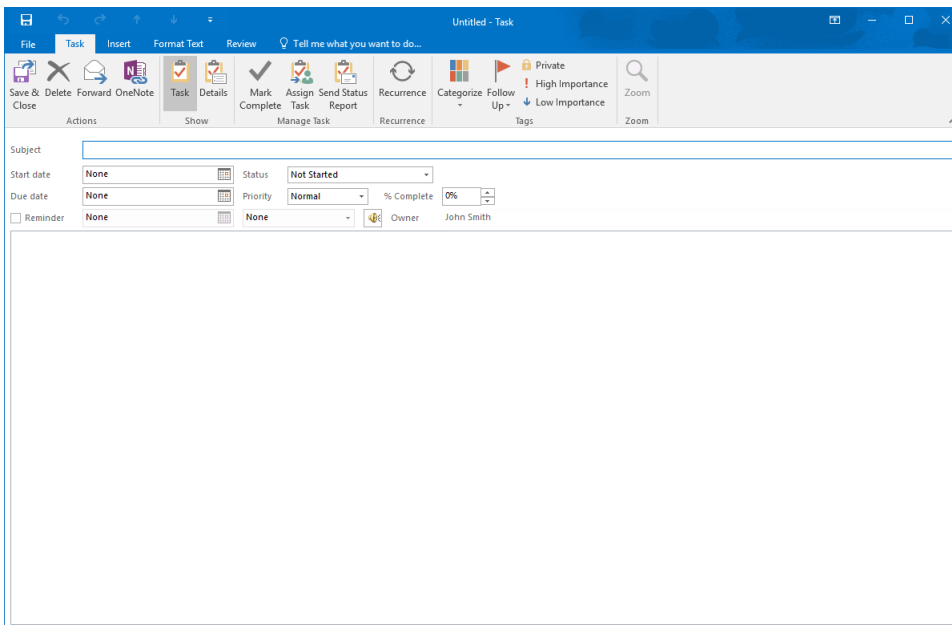 Untitled - Task
File Task Insert Format Text Review Tell me what you want to do...
Save & Close Delete Forward OneNote Task Details Mark Complete Assign Task Send Status Report Recurrence Categorize Follow Up Private
High Importance
Low Importance
Zoom
Actions Show Manage Task Recurrence Tags Zoom
Subject
Start date None Status Not Started
Due date None Priority Normal % Complete 0%
Reminder None None Owner John Smith